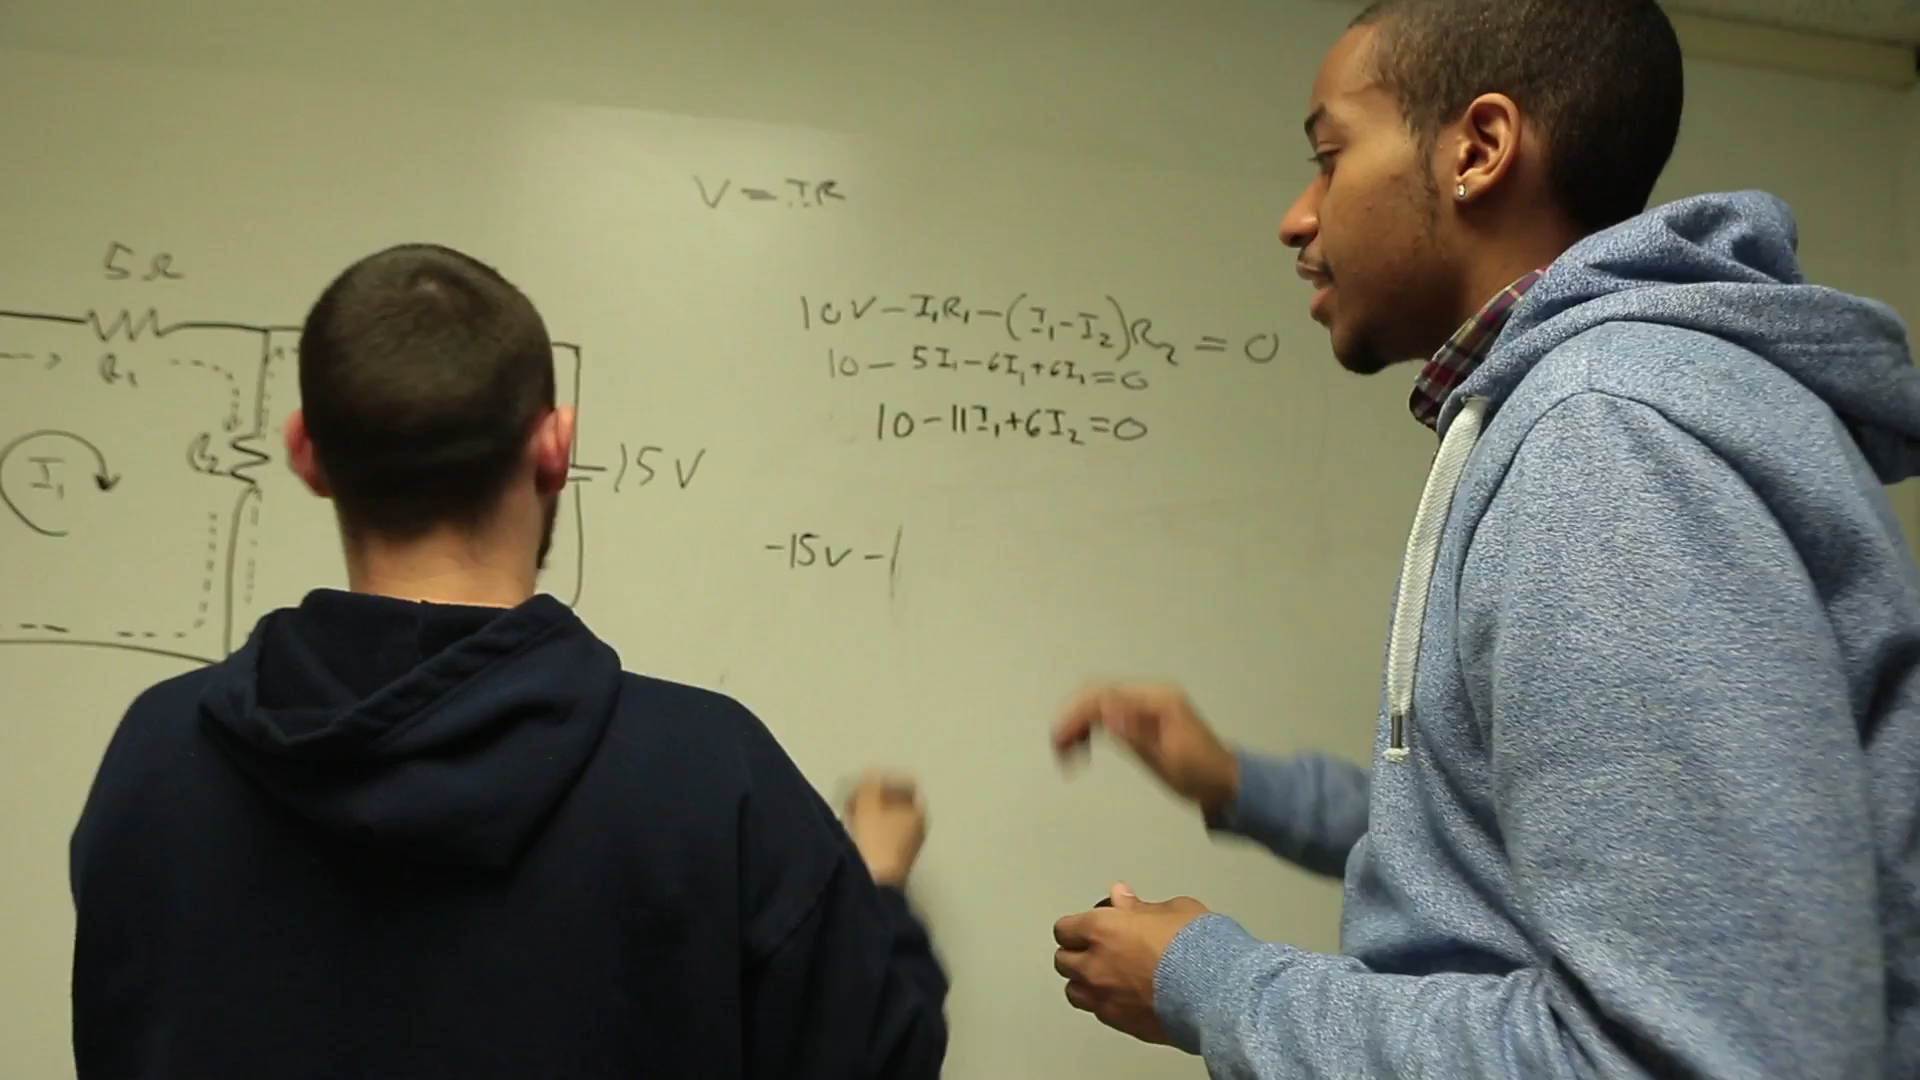 V = IR
5Ω
R₁
10V - I₁R₁ - (I₁ - I₂)R₂ = 0
10 - 5I₁ - 6I₁ + 6I₂ = 0
10 - 11I₁ + 6I₂ = 0
R₂
I₁
15V
-15V - (